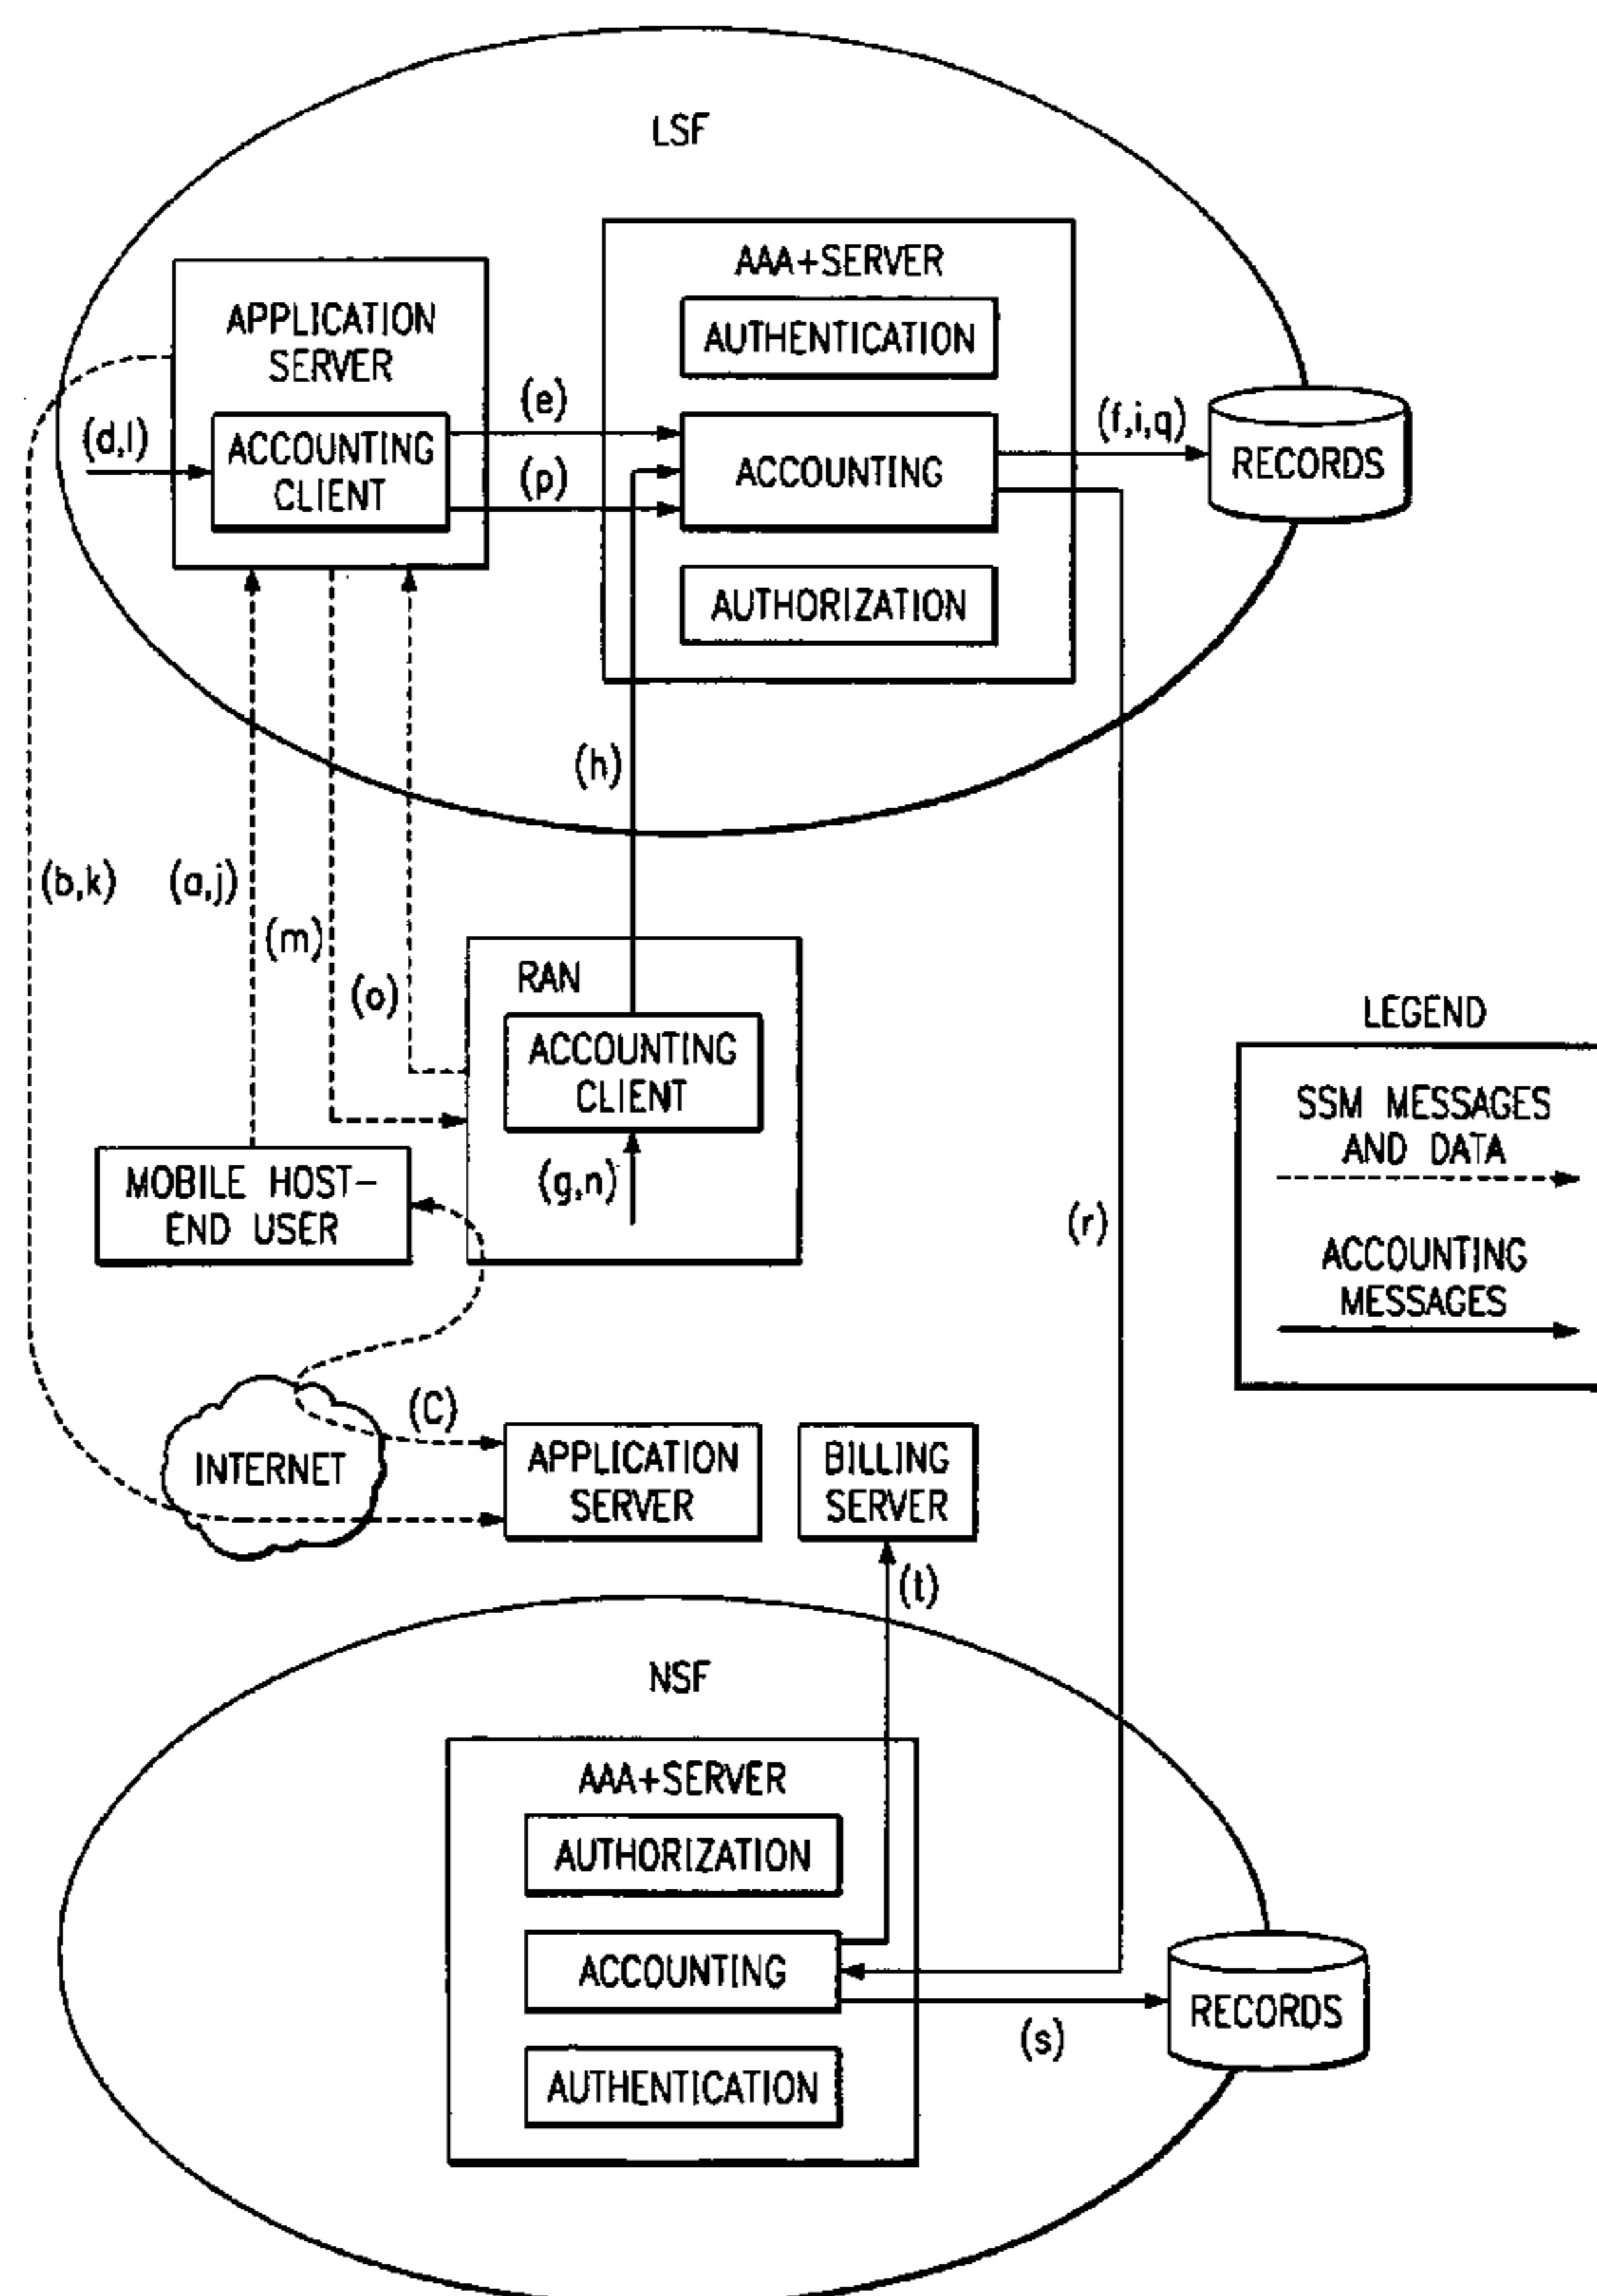 LSF
APPLICATION
SERVER
(d,l)
ACCOUNTING
CLIENT
(e)
(p)
AAA+SERVER
AUTHENTICATION
ACCOUNTING
AUTHORIZATION
(f,i,q)
RECORDS
(h)
(b,k)
(a,j)
(m)
(o)
RAN
ACCOUNTING
CLIENT
(g,n)
MOBILE HOST-
END USER
(r)
LEGEND
SSM MESSAGES
AND DATA
ACCOUNTING
MESSAGES
INTERNET
(C)
APPLICATION
SERVER
BILLING
SERVER
(t)
NSF
AAA+SERVER
AUTHORIZATION
ACCOUNTING
AUTHENTICATION
(s)
RECORDS